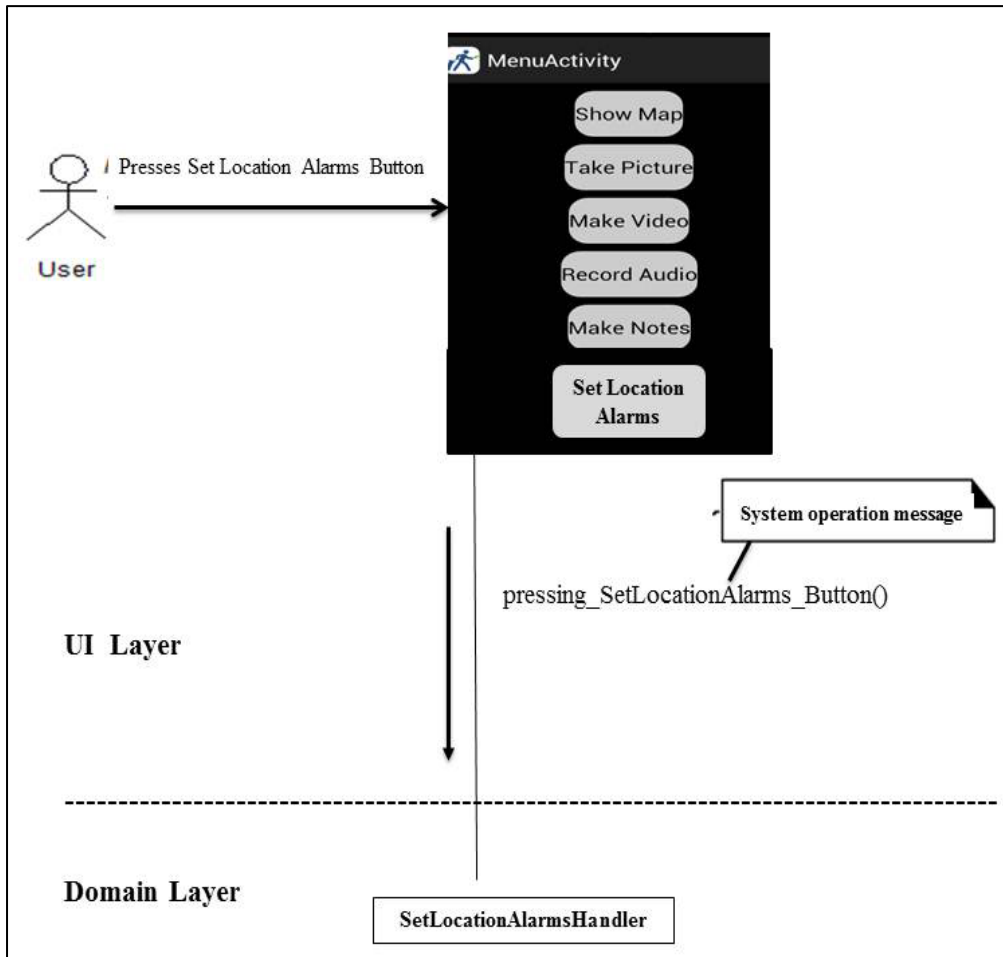 MenuActivity
Show Map
Take Picture
Make Video
Record Audio
Make Notes
Set Location
Alarms
Presses Set Location Alarms Button
User
System operation message
pressing_SetLocationAlarms_Button()
UI Layer
Domain Layer
SetLocationAlarmsHandler